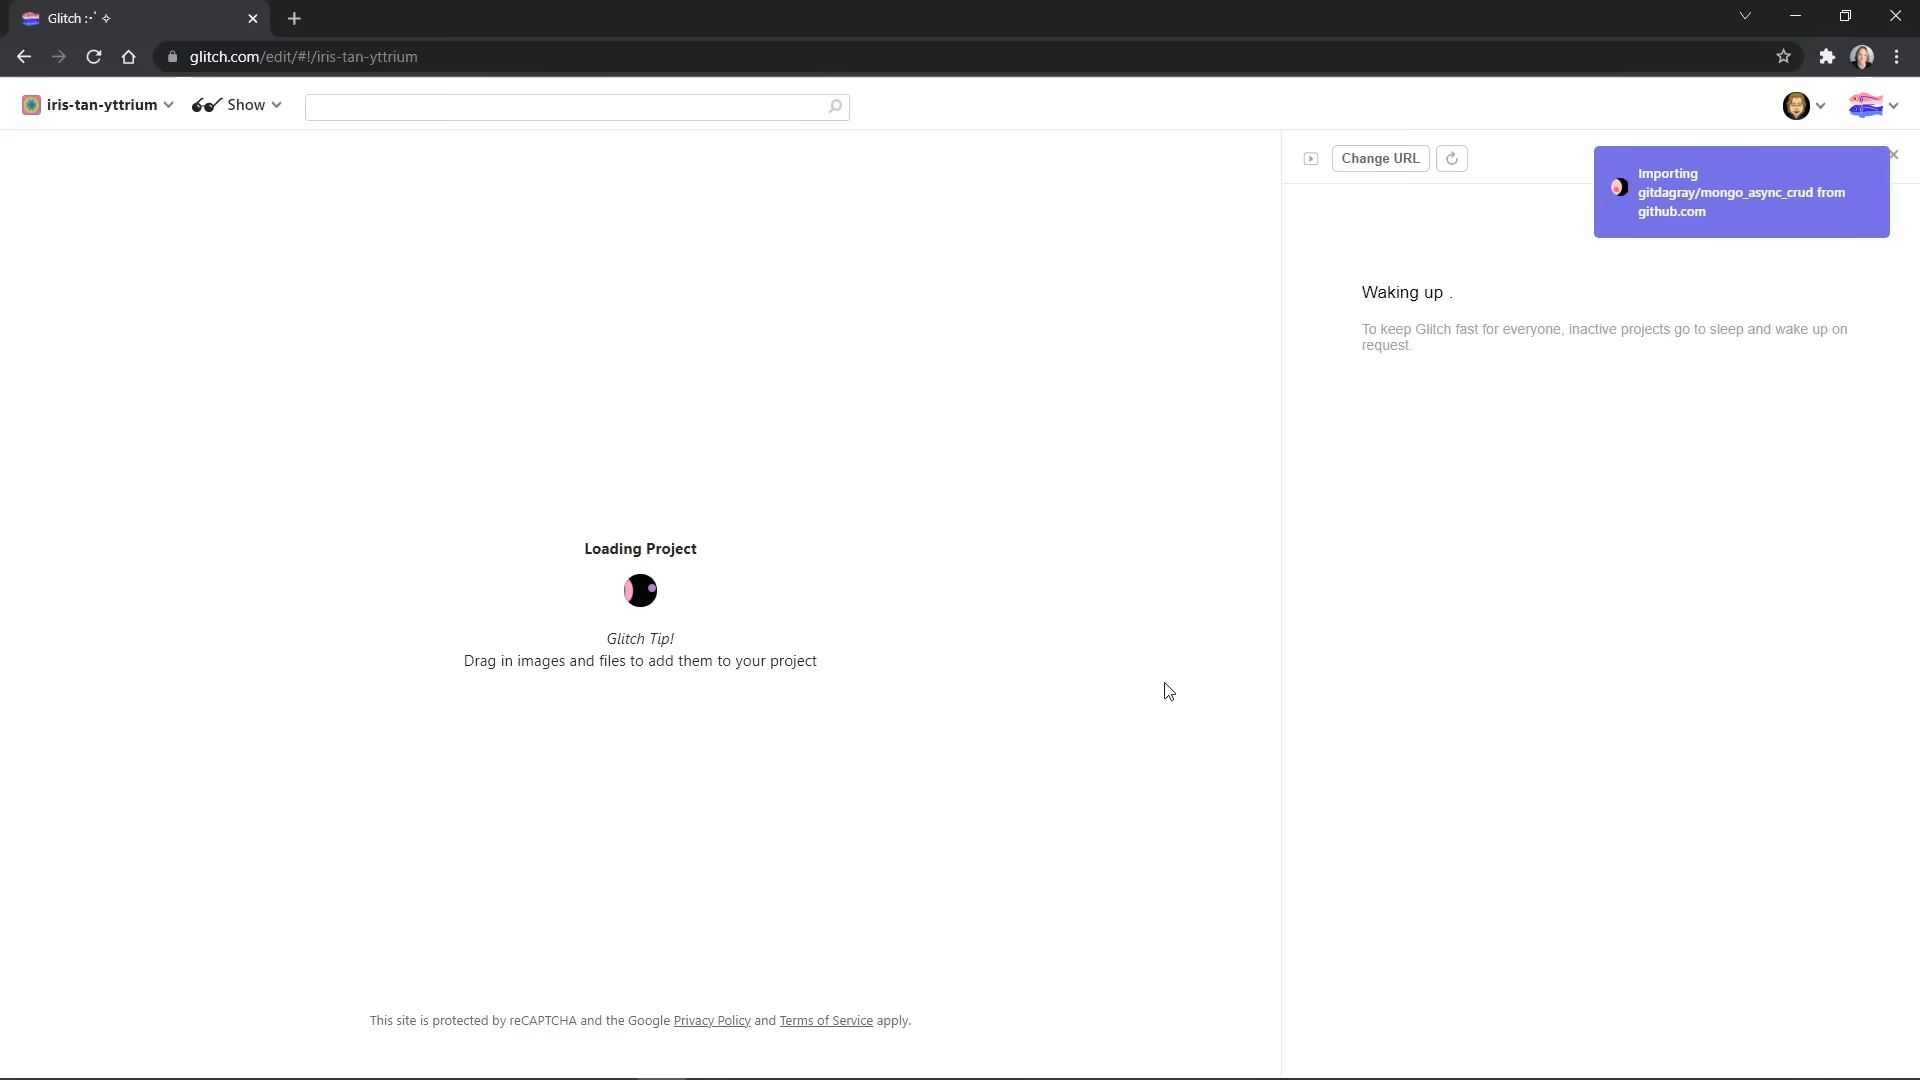 Glitch :·ﾟ✧
glitch.com/edit/#!/iris-tan-yttrium
iris-tan-yttrium
Show
Change URL
Importing
gitdagray/mongo_async_crud from
github.com
Waking up .
To keep Glitch fast for everyone, inactive projects go to sleep and wake up on
request.
Loading Project
Glitch Tip!
Drag in images and files to add them to your project
This site is protected by reCAPTCHA and the Google Privacy Policy and Terms of Service apply.